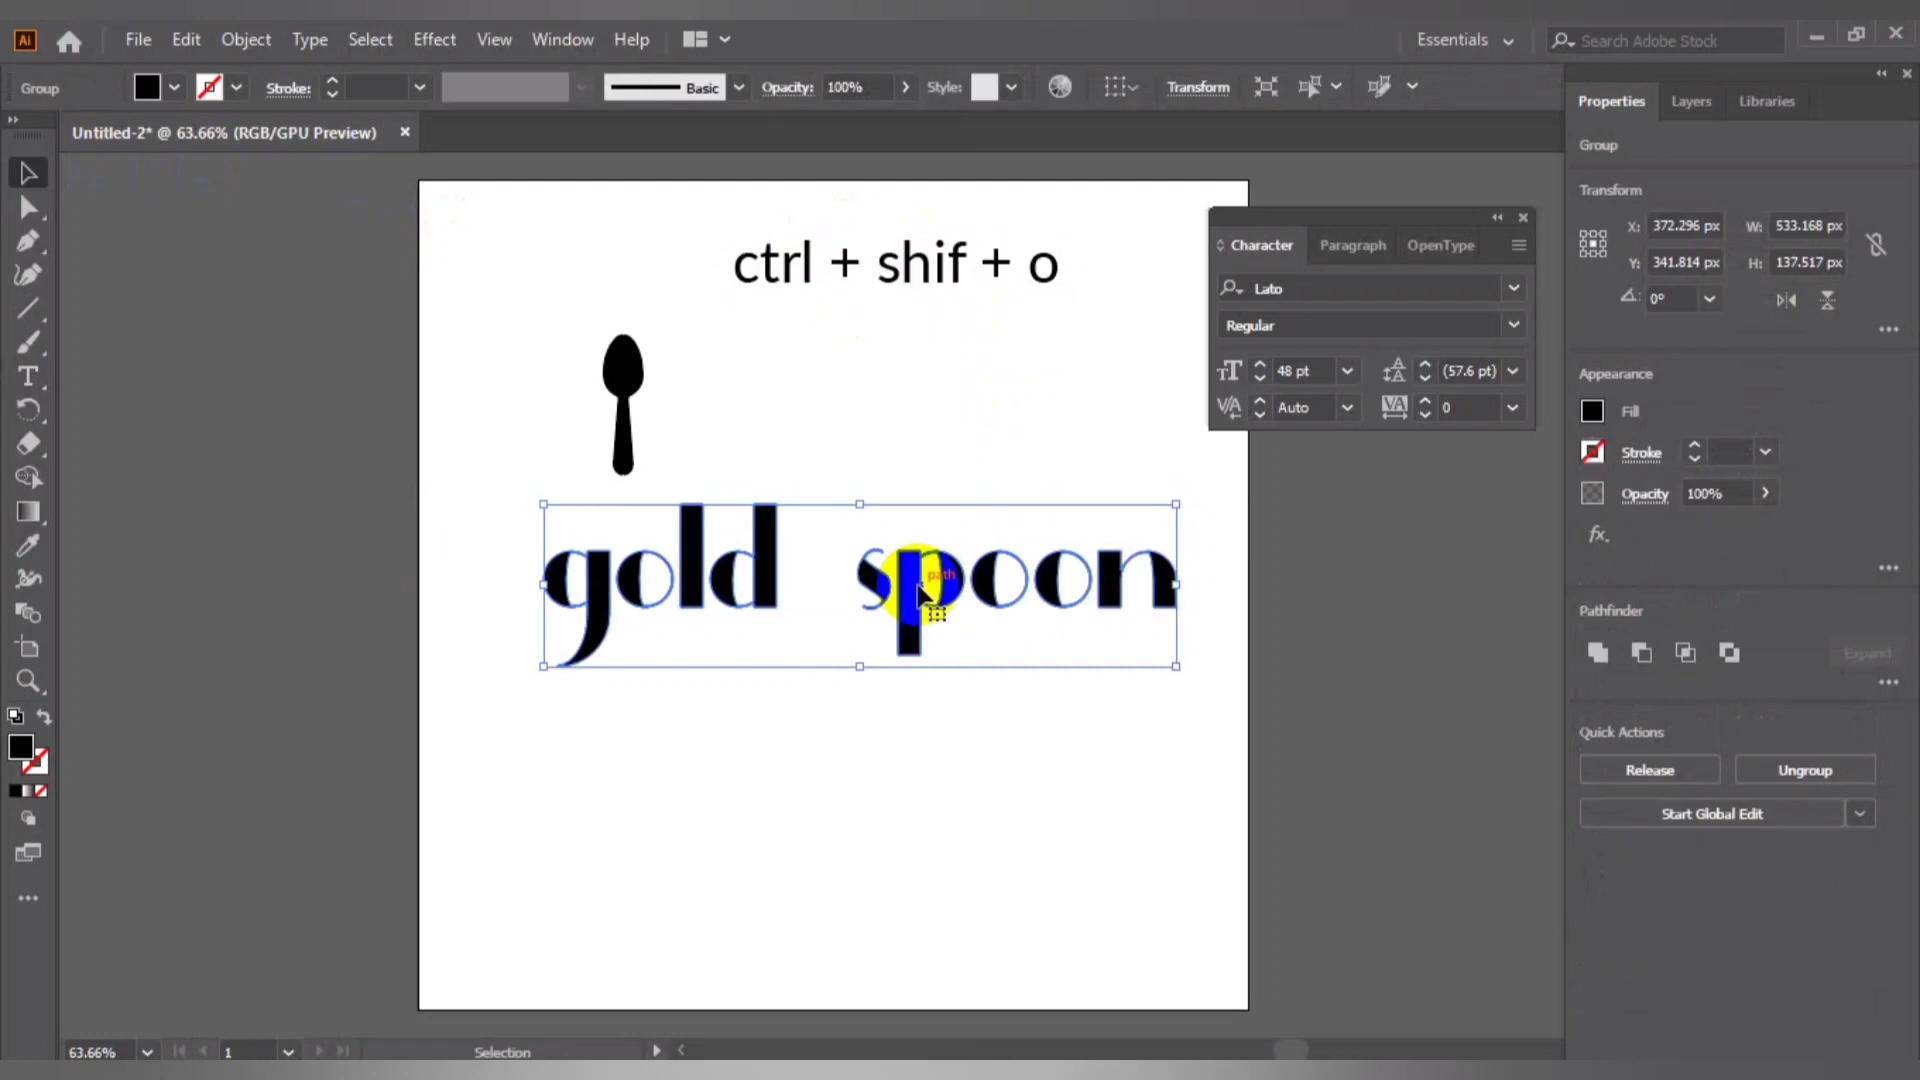 Ai File Edit Object Type Select Effect View Window Help Essentials Search Adobe Stock
Group Stroke: Basic Opacity: 100% Style: Transform
Untitled-2* @ 63.66% (RGB/GPU Preview)
Properties Layers Libraries
Group
Transform
X: 372.296 px W: 533.168 px
Y: 341.814 px H: 137.517 px
0°
Appearance
Fill
Stroke
Opacity 100%
fx.
Pathfinder
Expand
Quick Actions
Release Ungroup
Start Global Edit
Character Paragraph OpenType
Lato
Regular
48 pt (57.6 pt)
Auto 0
ctrl + shif + o
gold spoon
path
63.66% 1 Selection